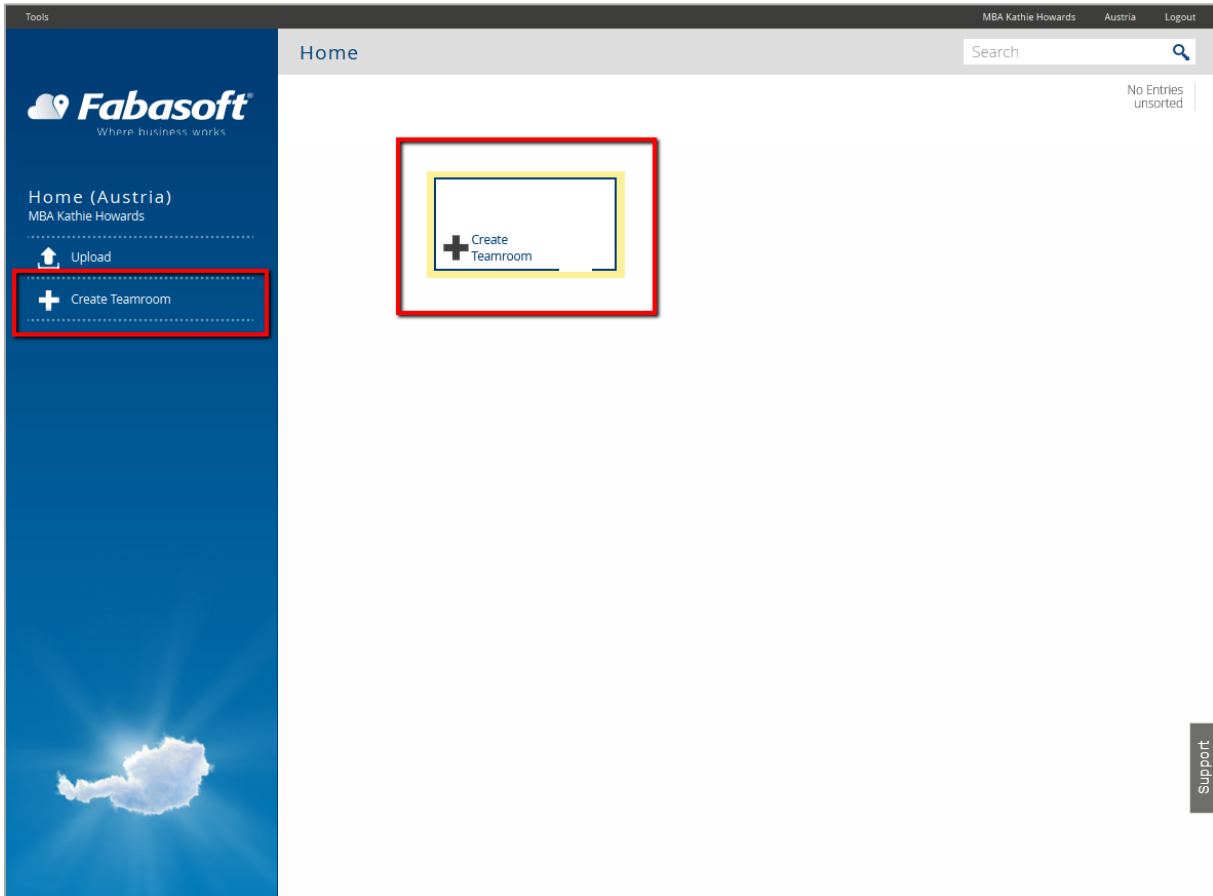 Tools
MBA Kathie Howards Austria Logout
Home
Search
No Entries
unsorted
Fabasoft®
Where business works
Home (Austria)
MBA Kathie Howards
Upload
Create Teamroom
Create
Teamroom
Support